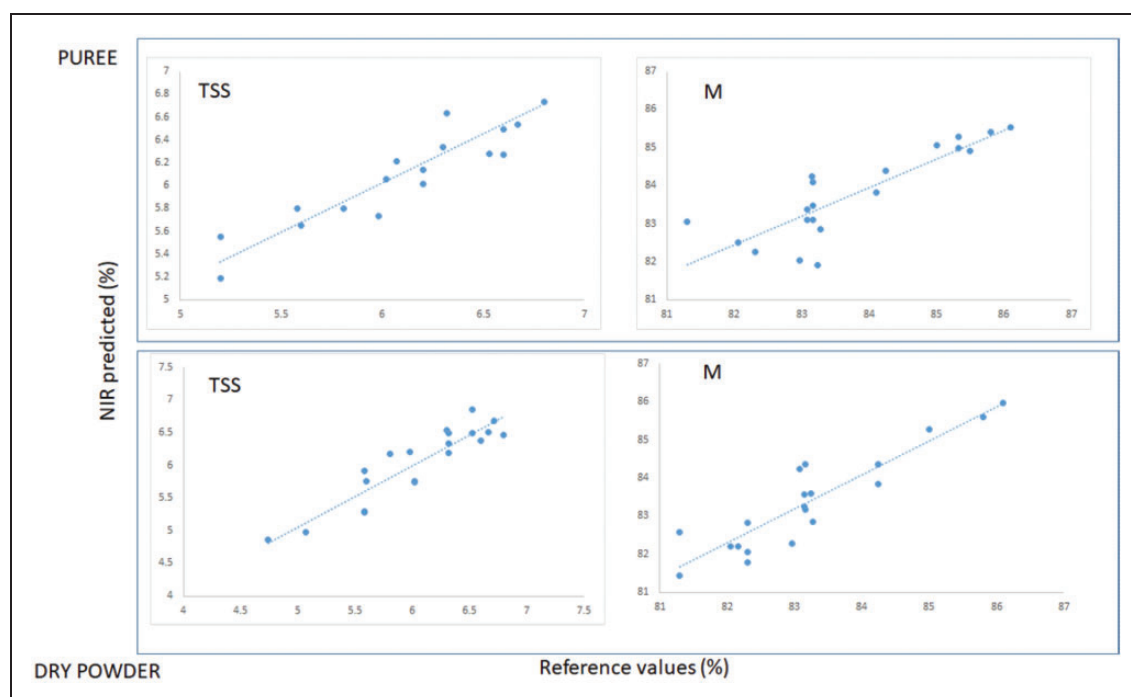 PUREE
TSS
7
6.8
6.6
6.4
6.2
6
5.8
5.6
5.4
5.2
5
5 5.5 6 6.5 7
M
87
86
85
84
83
82
81
81 82 83 84 85 86 87
NIR predicted (%)
TSS
7.5
7
6.5
6
5.5
5
4.5
4
4 4.5 5 5.5 6 6.5 7 7.5
M
87
86
85
84
83
82
81
81 82 83 84 85 86 87
DRY POWDER
Reference values (%)